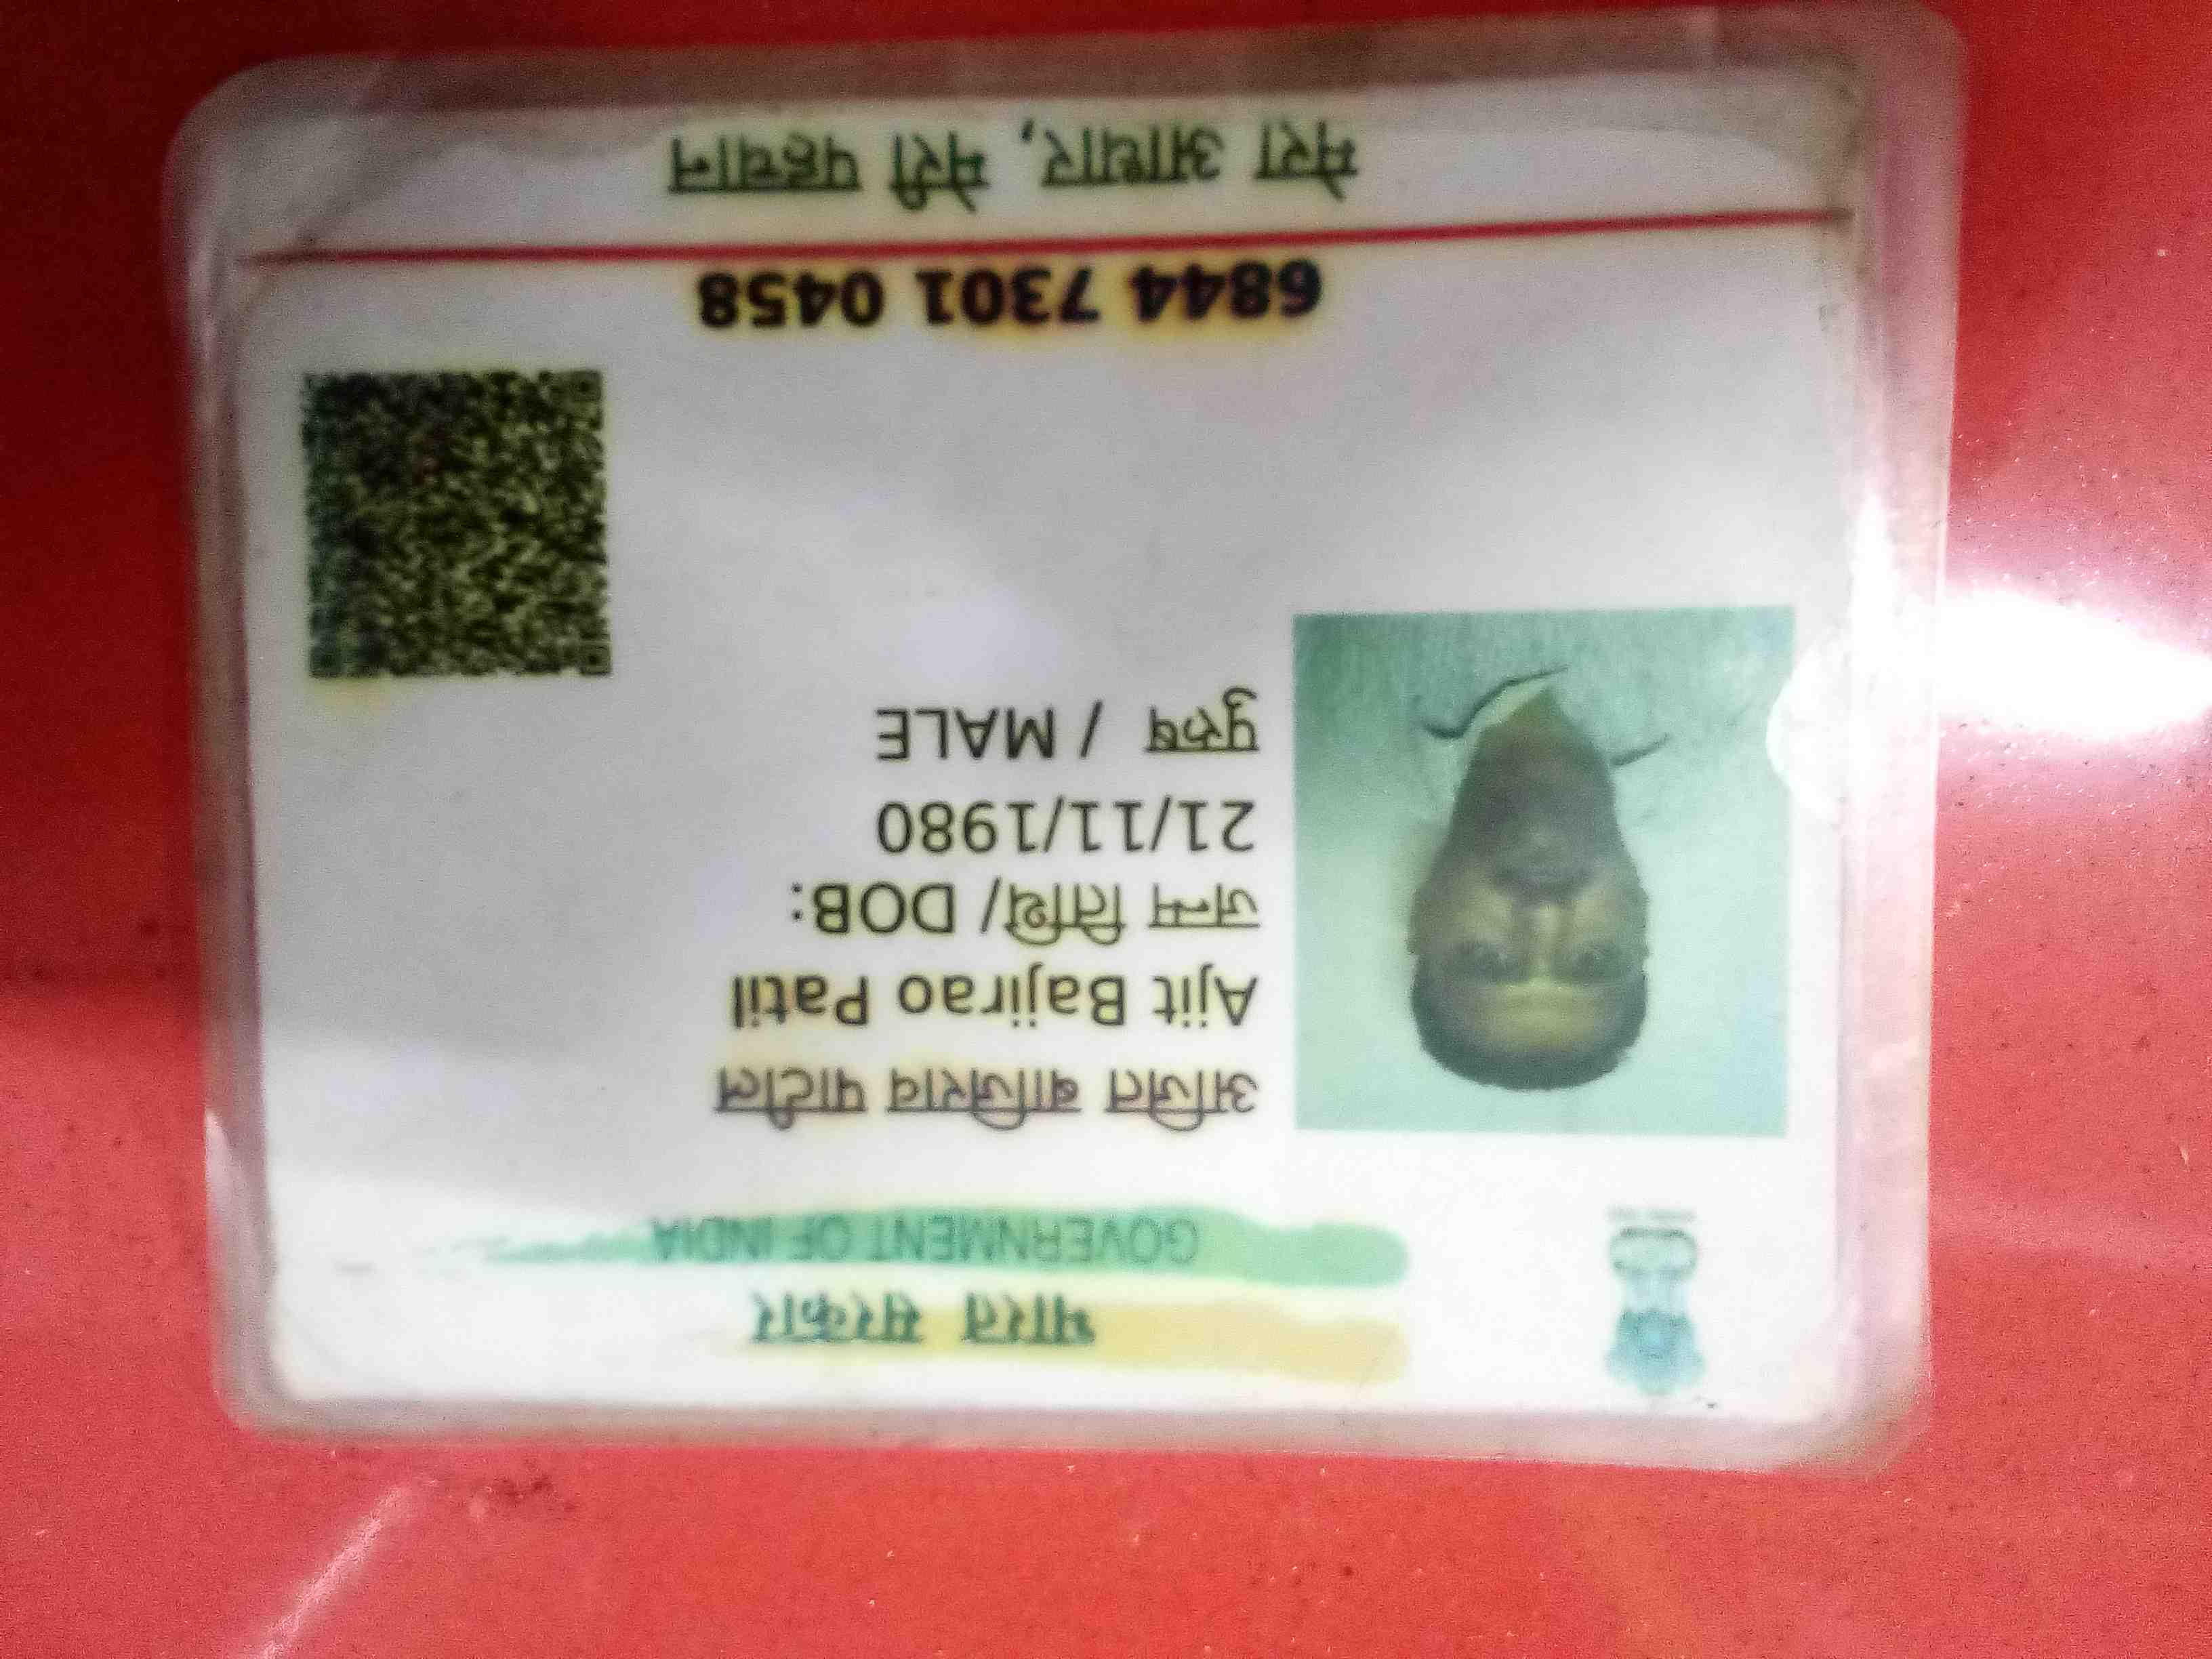 भारत सरकार
GOVERNMENT OF INDIA
अजित बाजिराव पाटील
Ajit Bajirao Patil
जन्म तिथि/ DOB:
21/11/1980
पुरुष / MALE
6844 7301 0458
मेरा आधार, मेरी पहचान